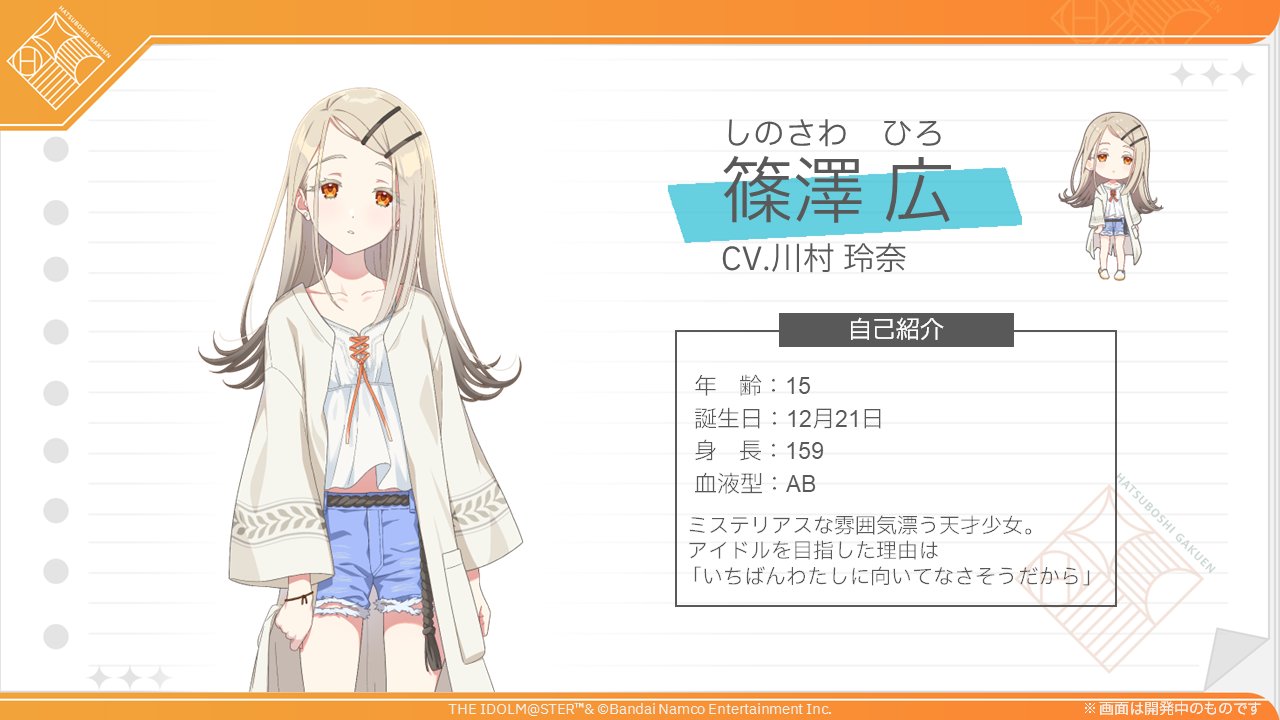 HATSUBOSHI GAKUEN
しのさわ　ひろ
篠澤 広
CV.川村 玲奈
自己紹介
年　齢：15
誕生日：12月21日
身　長：159
血液型：AB
ミステリアスな雰囲気漂う天才少女。
アイドルを目指した理由は
「いちばんわたしに向いてなさそうだから」
HATSUBOSHI GAKUEN
THE IDOLM@STER™& ©Bandai Namco Entertainment Inc.
※画面は開発中のものです